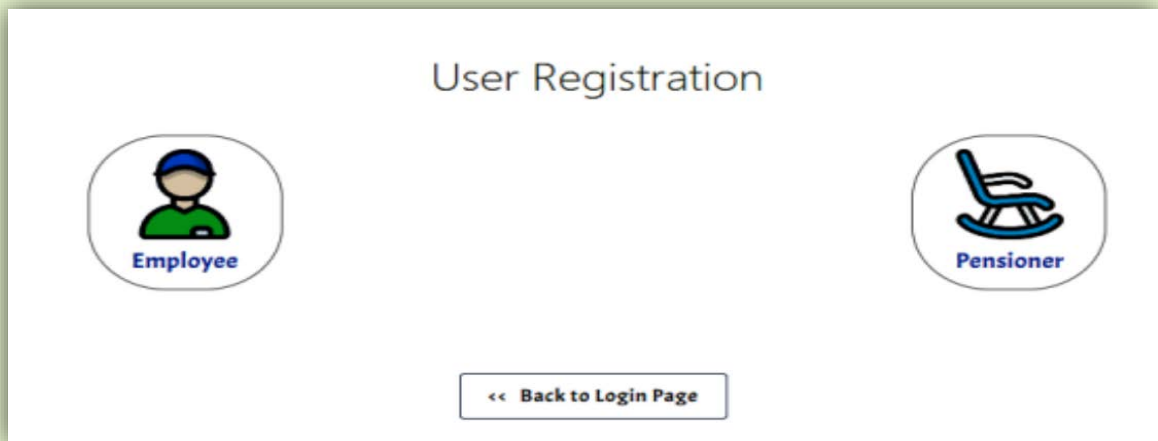 User Registration
Employee
Pensioner
<< Back to Login Page